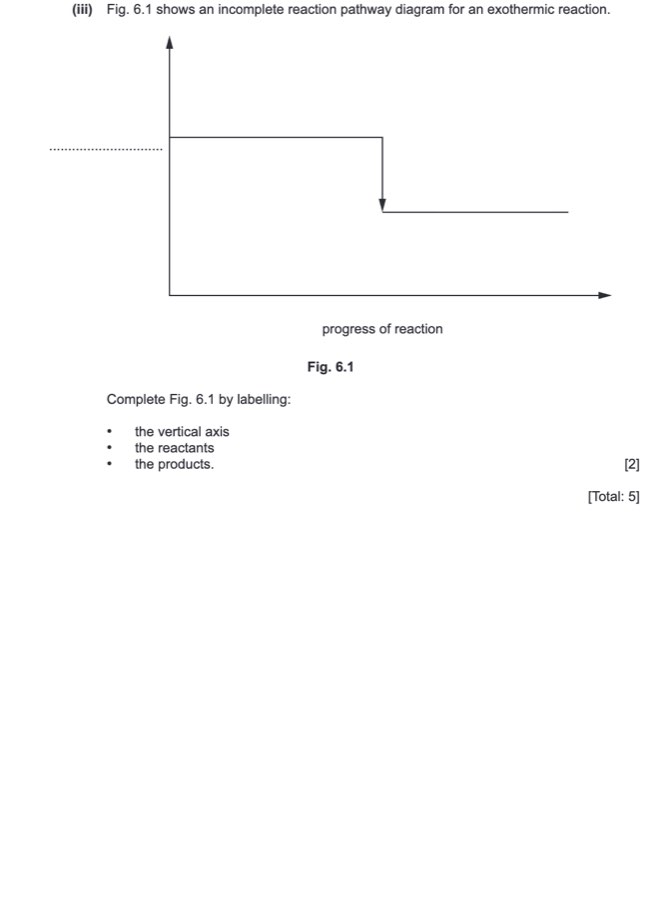 (iii) Fig. 6.1 shows an incomplete reaction pathway diagram for an exothermic reaction.
progress of reaction
Fig. 6.1
Complete Fig. 6.1 by labelling:
• the vertical axis
• the reactants
• the products. [2]
[Total: 5]